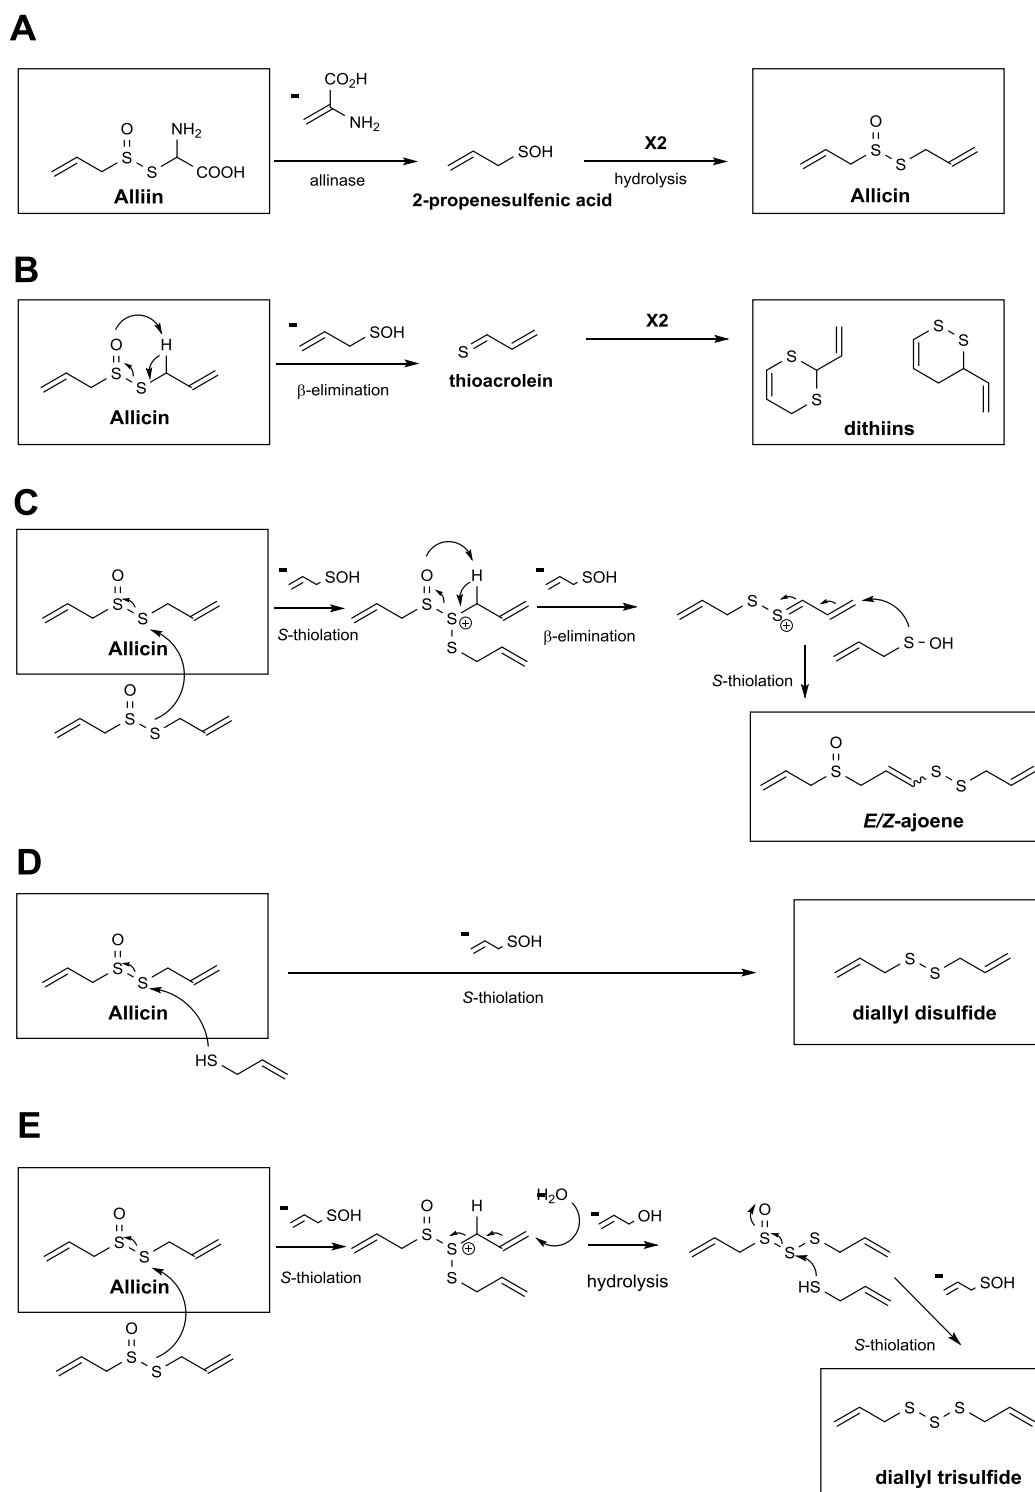 A
CO₂H
NH₂
O
NH₂
S
S
COOH
Alliin
allinase
SOH
2-propenesulfenic acid
X2
hydrolysis
O
S
S
Allicin
B
O
H
S
S
Allicin
SOH
β-elimination
S
thioacrolein
X2
S
S
S
S
dithiins
C
O
S
S
Allicin
O
S
S
SOH
S-thiolation
O
H
S
S
⊕
S
SOH
β-elimination
S
S
⊕
S
OH
S-thiolation
O
S
S
S
E/Z-ajoene
D
O
S
S
Allicin
HS
SOH
S-thiolation
S
S
diallyl disulfide
E
O
S
S
Allicin
O
S
S
SOH
S-thiolation
O
H
S
S
⊕
S
H₂O
OH
hydrolysis
O
S
S
S
HS
SOH
S-thiolation
S
S
S
diallyl trisulfide